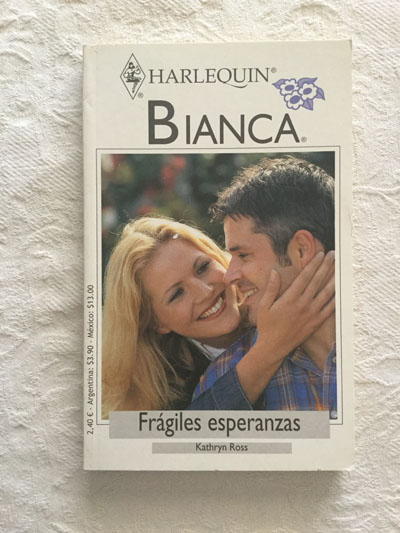 HARLEQUIN®
®
BIANCA®
2,40 € - Argentina: $3.90 - México: $13.00
Frágiles esperanzas
Kathryn Ross